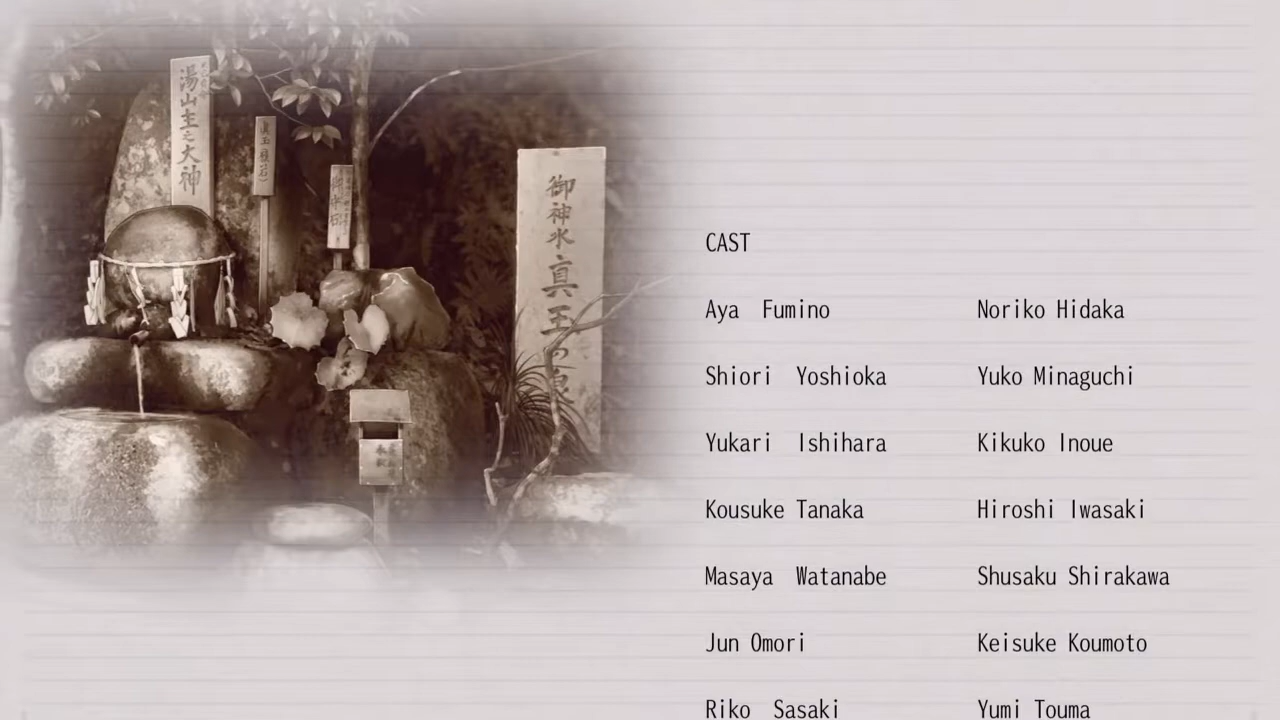 湯山主之大神
御神水真玉の泉
CAST
Aya Fumino Noriko Hidaka
Shiori Yoshioka Yuko Minaguchi
Yukari Ishihara Kikuko Inoue
Kousuke Tanaka Hiroshi Iwasaki
Masaya Watanabe Shusaku Shirakawa
Jun Omori Keisuke Koumoto
Riko Sasaki Yumi Touma